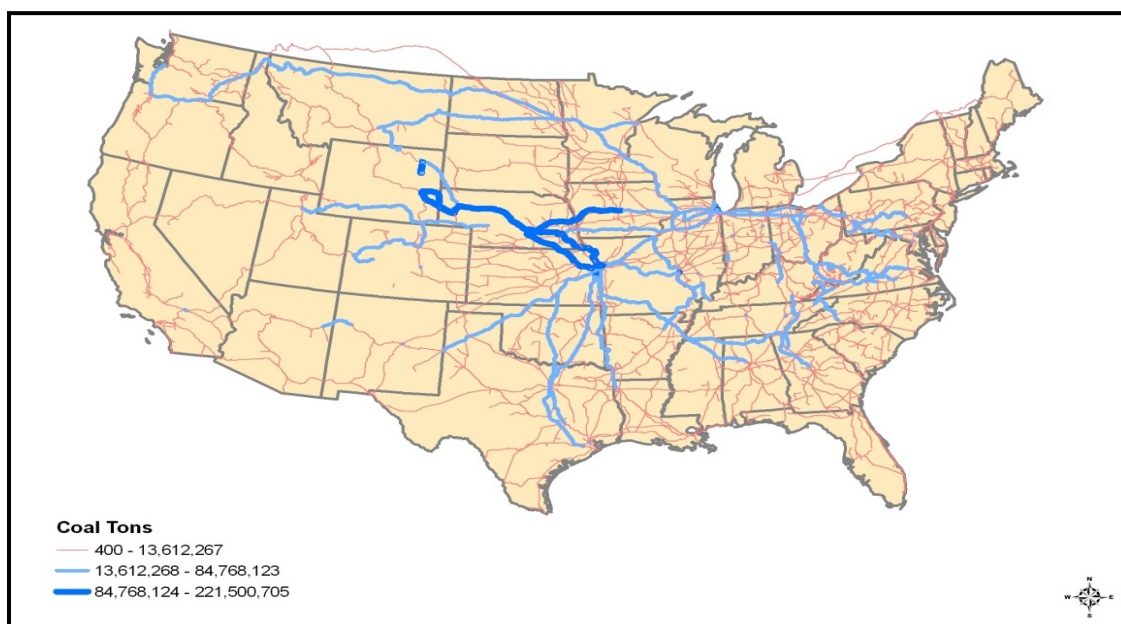 Coal Tons
400 - 13,612,267
13,612,268 - 84,768,123
84,768,124 - 221,500,705
N
W E
S